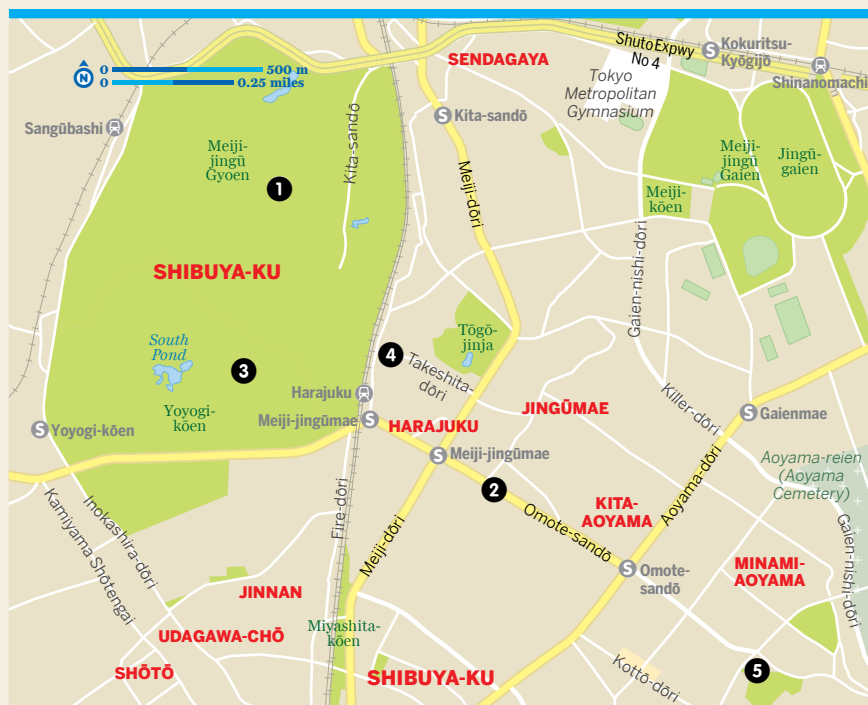 SENDAGAYA
Shuto Expwy
No 4
Kokuritsu-
Kyōgijō
Shinanomachi
N
0
500 m
0
0.25 miles
Tokyo
Metropolitan
Gymnasium
Sangūbashi
Kita-sandō
Kita-sandō
Meiji-
jingū
Gyoen
Meiji-
jingū
Gaien
Jingū-
gaien
1
Meiji-dōri
Meiji-
kōen
Gaien-nishi-dōri
SHIBUYA-KU
South
Pond
3
4
Takeshita-
dōri
Tōgō-
jinja
Harajuku
Yoyogi-
kōen
Meiji-jingūmae
HARAJUKU
JINGŪMAE
Killer-dōri
S Gaienmae
S Yoyogi-kōen
S
S Meiji-jingūmae
Aoyama-dōri
Aoyama-reien
(Aoyama
Cemetery)
2
Omote-sandō
KITA-
AOYAMA
Kamiyama Shōtengai
Inokashira-dōri
Fire-dōri
Meiji-dōri
Gaien-nishi-dōri
S
S
S Omote-
sandō
MINAMI-
AOYAMA
JINNAN
Miyashita-
kōen
UDAGAWA-CHŌ
SHŌTŌ
SHIBUYA-KU
Kottō-dōri
5